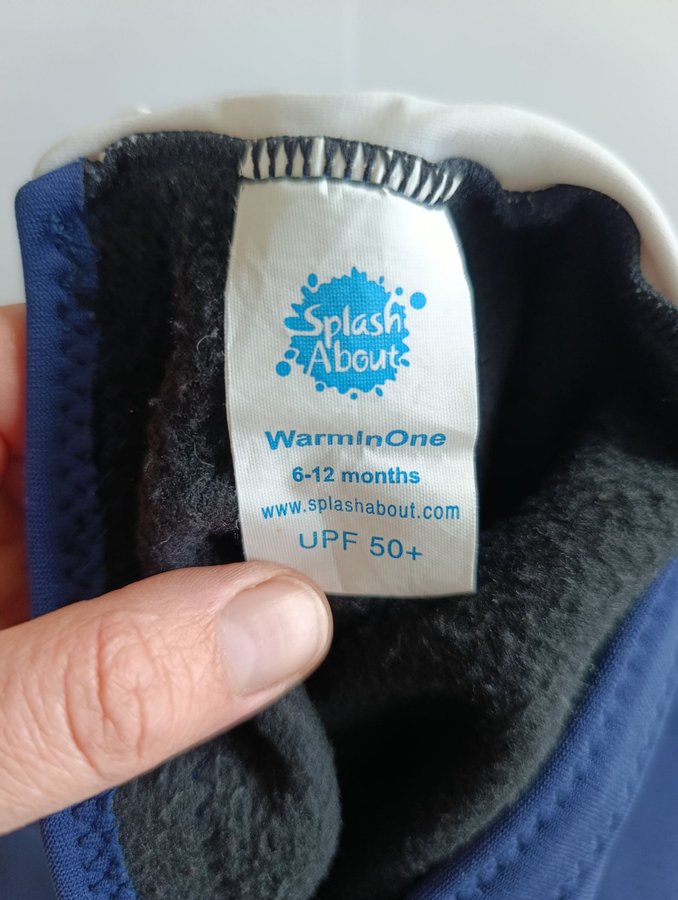 Splash
About
WarmInOne
6-12 months
www.splashabout.com
UPF 50+